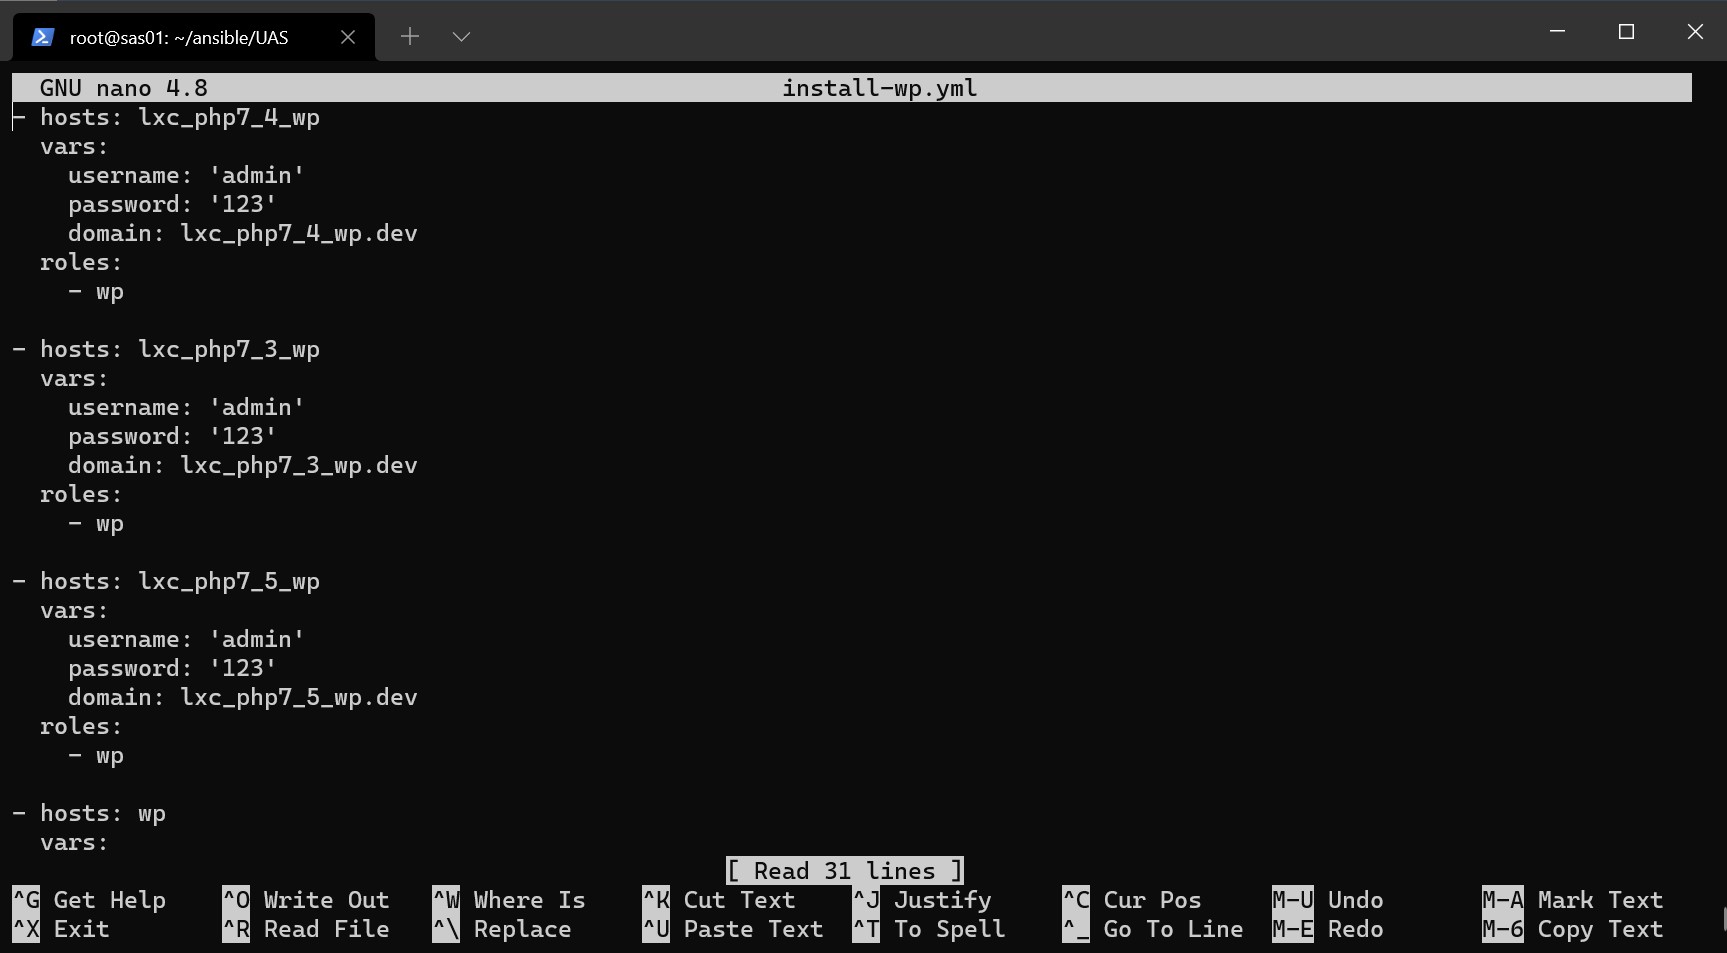 root@sas01: ~/ansible/UAS
GNU nano 4.8 install-wp.yml
- hosts: lxc_php7_4_wp
  vars:
    username: 'admin'
    password: '123'
    domain: lxc_php7_4_wp.dev
  roles:
    - wp

- hosts: lxc_php7_3_wp
  vars:
    username: 'admin'
    password: '123'
    domain: lxc_php7_3_wp.dev
  roles:
    - wp

- hosts: lxc_php7_5_wp
  vars:
    username: 'admin'
    password: '123'
    domain: lxc_php7_5_wp.dev
  roles:
    - wp

- hosts: wp
  vars:
[ Read 31 lines ]
^G Get Help ^O Write Out ^W Where Is ^K Cut Text ^J Justify ^C Cur Pos M-U Undo M-A Mark Text
^X Exit ^R Read File ^\ Replace ^U Paste Text ^T To Spell ^_ Go To Line M-E Redo M-6 Copy Text